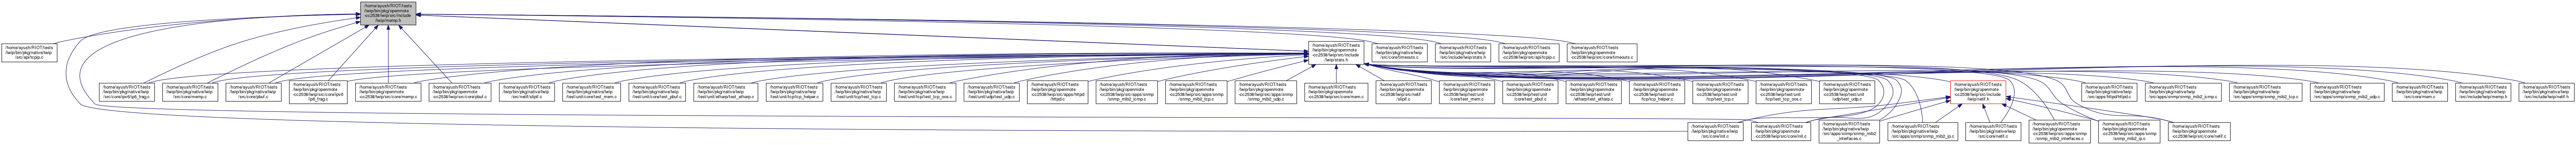 /home/ayush/RIOT/tests
/lwip/bin/pkg/openmote
-cc2538/lwip/src/include
/lwip/memp.h
/home/ayush/RIOT/tests
/lwip/bin/pkg/native/lwip
/src/api/tcpip.c
/home/ayush/RIOT/tests
/lwip/bin/pkg/openmote
-cc2538/lwip/src/include
/lwip/stats.h
/home/ayush/RIOT/tests
/lwip/bin/pkg/native/lwip
/src/core/timeouts.c
/home/ayush/RIOT/tests
/lwip/bin/pkg/native/lwip
/src/include/lwip/stats.h
/home/ayush/RIOT/tests
/lwip/bin/pkg/openmote
-cc2538/lwip/src/api/tcpip.c
/home/ayush/RIOT/tests
/lwip/bin/pkg/openmote
-cc2538/lwip/src/core/timeouts.c
/home/ayush/RIOT/tests
/lwip/bin/pkg/native/lwip
/src/core/ipv6/ip6_frag.c
/home/ayush/RIOT/tests
/lwip/bin/pkg/native/lwip
/src/core/memp.c
/home/ayush/RIOT/tests
/lwip/bin/pkg/native/lwip
/src/core/pbuf.c
/home/ayush/RIOT/tests
/lwip/bin/pkg/openmote
-cc2538/lwip/src/core/ipv6
/ip6_frag.c
/home/ayush/RIOT/tests
/lwip/bin/pkg/openmote
-cc2538/lwip/src/core/memp.c
/home/ayush/RIOT/tests
/lwip/bin/pkg/openmote
-cc2538/lwip/src/core/pbuf.c
/home/ayush/RIOT/tests
/lwip/bin/pkg/native/lwip
/src/netif/slipif.c
/home/ayush/RIOT/tests
/lwip/bin/pkg/native/lwip
/test/unit/core/test_mem.c
/home/ayush/RIOT/tests
/lwip/bin/pkg/native/lwip
/test/unit/core/test_pbuf.c
/home/ayush/RIOT/tests
/lwip/bin/pkg/native/lwip
/test/unit/etharp/test_etharp.c
/home/ayush/RIOT/tests
/lwip/bin/pkg/native/lwip
/test/unit/tcp/tcp_helper.c
/home/ayush/RIOT/tests
/lwip/bin/pkg/native/lwip
/test/unit/tcp/test_tcp.c
/home/ayush/RIOT/tests
/lwip/bin/pkg/native/lwip
/test/unit/tcp/test_tcp_oos.c
/home/ayush/RIOT/tests
/lwip/bin/pkg/native/lwip
/test/unit/udp/test_udp.c
/home/ayush/RIOT/tests
/lwip/bin/pkg/openmote
-cc2538/lwip/src/apps/httpd
/httpd.c
/home/ayush/RIOT/tests
/lwip/bin/pkg/openmote
-cc2538/lwip/src/apps/snmp
/snmp_mib2_icmp.c
/home/ayush/RIOT/tests
/lwip/bin/pkg/openmote
-cc2538/lwip/src/apps/snmp
/snmp_mib2_tcp.c
/home/ayush/RIOT/tests
/lwip/bin/pkg/openmote
-cc2538/lwip/src/apps/snmp
/snmp_mib2_udp.c
/home/ayush/RIOT/tests
/lwip/bin/pkg/openmote
-cc2538/lwip/src/core/mem.c
/home/ayush/RIOT/tests
/lwip/bin/pkg/openmote
-cc2538/lwip/src/netif
/slipif.c
/home/ayush/RIOT/tests
/lwip/bin/pkg/openmote
-cc2538/lwip/test/unit
/core/test_mem.c
/home/ayush/RIOT/tests
/lwip/bin/pkg/openmote
-cc2538/lwip/test/unit
/core/test_pbuf.c
/home/ayush/RIOT/tests
/lwip/bin/pkg/openmote
-cc2538/lwip/test/unit
/etharp/test_etharp.c
/home/ayush/RIOT/tests
/lwip/bin/pkg/openmote
-cc2538/lwip/test/unit
/tcp/tcp_helper.c
/home/ayush/RIOT/tests
/lwip/bin/pkg/openmote
-cc2538/lwip/test/unit
/tcp/test_tcp.c
/home/ayush/RIOT/tests
/lwip/bin/pkg/openmote
-cc2538/lwip/test/unit
/tcp/test_tcp_oos.c
/home/ayush/RIOT/tests
/lwip/bin/pkg/openmote
-cc2538/lwip/test/unit
/udp/test_udp.c
/home/ayush/RIOT/tests
/lwip/bin/pkg/openmote
-cc2538/lwip/src/include
/lwip/netif.h
/home/ayush/RIOT/tests
/lwip/bin/pkg/native/lwip
/src/apps/httpd/httpd.c
/home/ayush/RIOT/tests
/lwip/bin/pkg/native/lwip
/src/apps/snmp/snmp_mib2_icmp.c
/home/ayush/RIOT/tests
/lwip/bin/pkg/native/lwip
/src/apps/snmp/snmp_mib2_tcp.c
/home/ayush/RIOT/tests
/lwip/bin/pkg/native/lwip
/src/apps/snmp/snmp_mib2_udp.c
/home/ayush/RIOT/tests
/lwip/bin/pkg/native/lwip
/src/core/mem.c
/home/ayush/RIOT/tests
/lwip/bin/pkg/native/lwip
/src/include/lwip/memp.h
/home/ayush/RIOT/tests
/lwip/bin/pkg/native/lwip
/src/include/lwip/netif.h
/home/ayush/RIOT/tests
/lwip/bin/pkg/native/lwip
/src/core/init.c
/home/ayush/RIOT/tests
/lwip/bin/pkg/openmote
-cc2538/lwip/src/core/init.c
/home/ayush/RIOT/tests
/lwip/bin/pkg/native/lwip
/src/apps/snmp/snmp_mib2
_interfaces.c
/home/ayush/RIOT/tests
/lwip/bin/pkg/native/lwip
/src/apps/snmp/snmp_mib2_ip.c
/home/ayush/RIOT/tests
/lwip/bin/pkg/native/lwip
/src/core/netif.c
/home/ayush/RIOT/tests
/lwip/bin/pkg/openmote
-cc2538/lwip/src/apps/snmp
/snmp_mib2_interfaces.c
/home/ayush/RIOT/tests
/lwip/bin/pkg/openmote
-cc2538/lwip/src/apps/snmp
/snmp_mib2_ip.c
/home/ayush/RIOT/tests
/lwip/bin/pkg/openmote
-cc2538/lwip/src/core/netif.c